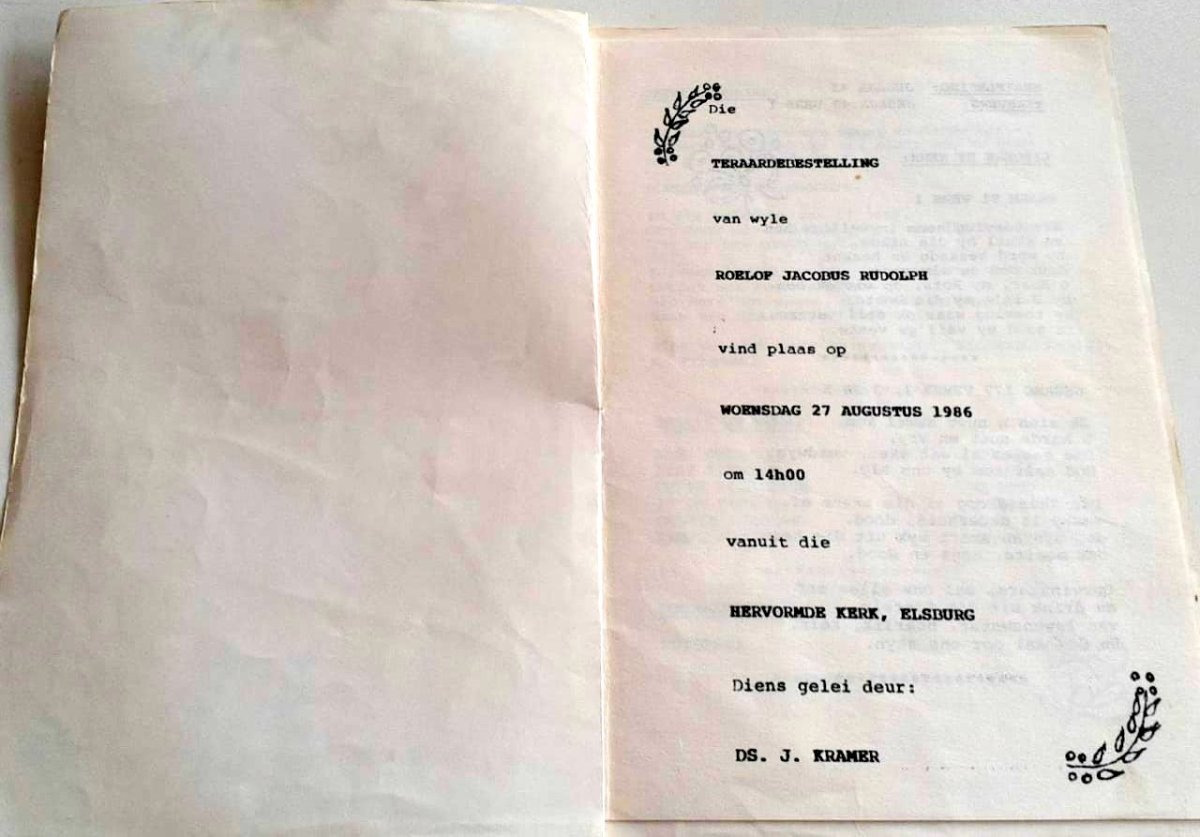 Die
TERAARDEBESTELLING
van wyle
ROELOF JACOBUS RUDOLPH
vind plaas op
WOENSDAG 27 AUGUSTUS 1986
om 14h00
vanuit die
HERVORMDE KERK, ELSBURG
Diens gelei deur:
DS. J. KRAMER